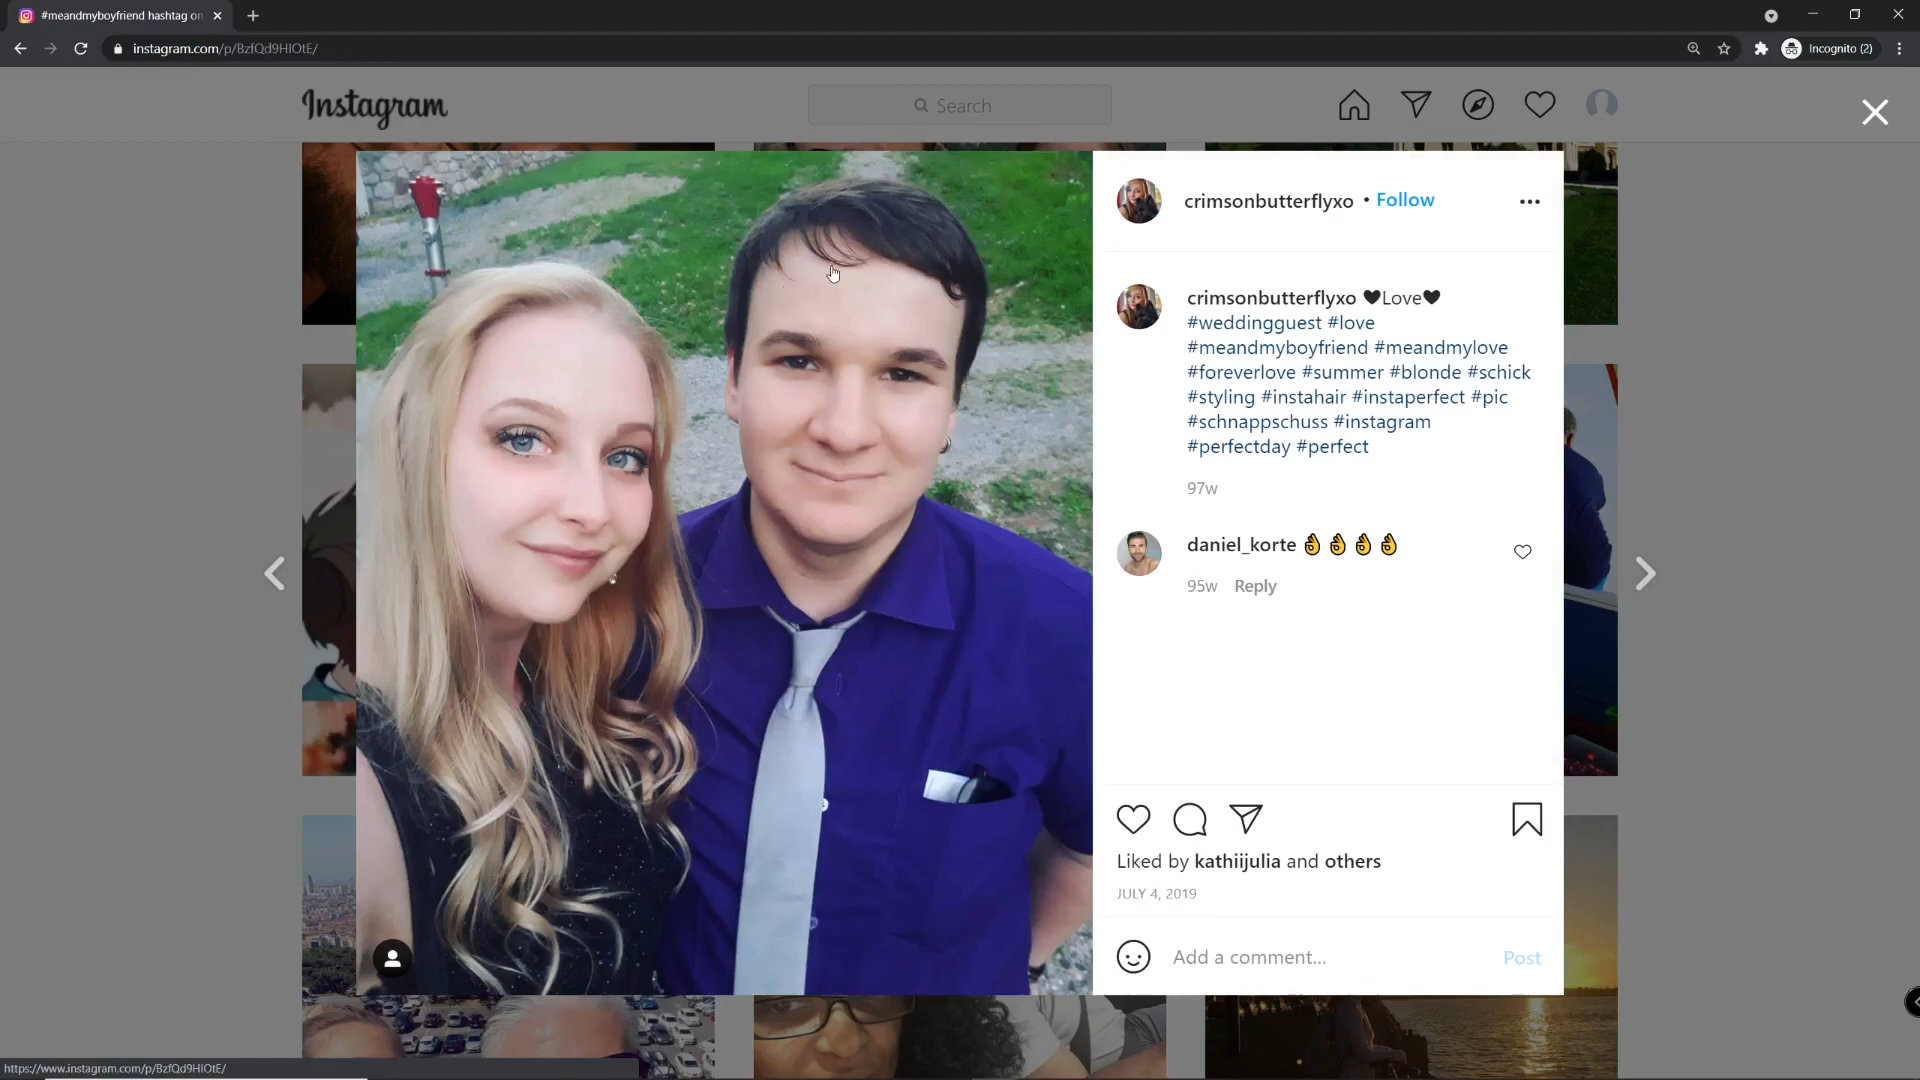 #meandmyboyfriend hashtag on
instagram.com/p/BzfQd9HIOtE/
Incognito (2)
Instagram
Search
crimsonbutterflyxo • Follow
crimsonbutterflyxo 🖤Love🖤
#weddingguest #love
#meandmyboyfriend #meandmylove
#foreverlove #summer #blonde #schick
#styling #instahair #instaperfect #pic
#schnappschuss #instagram
#perfectday #perfect
97w
daniel_korte 👌👌👌👌
95w Reply
Liked by kathiijulia and others
JULY 4, 2019
Add a comment...
Post
https://www.instagram.com/p/BzfQd9HIOtE/